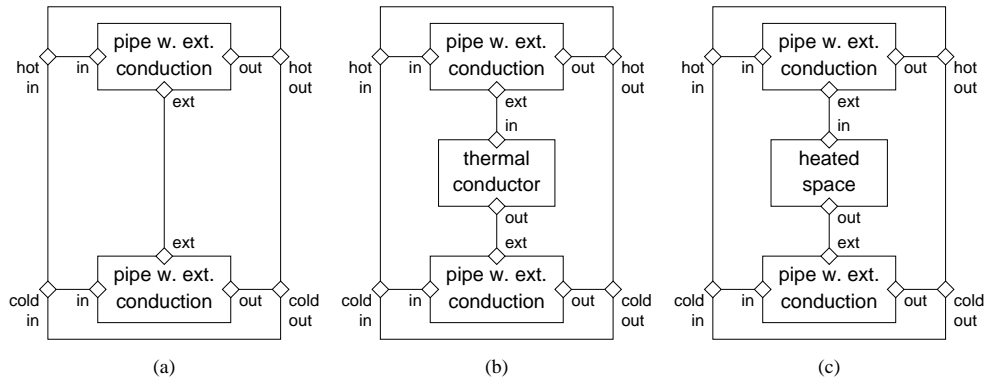 pipe w. ext.
conduction
in
out
hot
in
hot
out
ext
ext
pipe w. ext.
conduction
in
out
cold
in
cold
out
(a)
pipe w. ext.
conduction
in
out
hot
in
hot
out
ext
in
thermal
conductor
out
ext
pipe w. ext.
conduction
in
out
cold
in
cold
out
(b)
pipe w. ext.
conduction
in
out
hot
in
hot
out
ext
in
heated
space
out
ext
pipe w. ext.
conduction
in
out
cold
in
cold
out
(c)